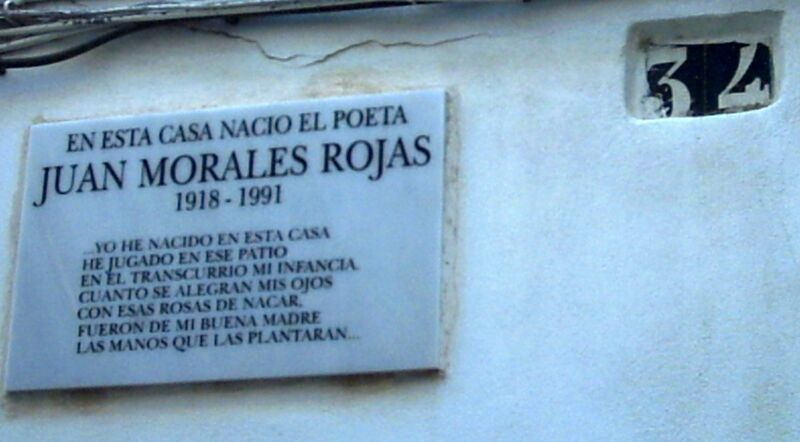 EN ESTA CASA NACIO EL POETA
JUAN MORALES ROJAS
1918 - 1991
...YO HE NACIDO EN ESTA CASA
HE JUGADO EN ESE PATIO
EN ÉL TRANSCURRIO MI INFANCIA.
CUANTO SE ALEGRAN MIS OJOS
CON ESAS ROSAS DE NACAR,
FUERON DE MI BUENA MADRE
LAS MANOS QUE LAS PLANTARAN...
34